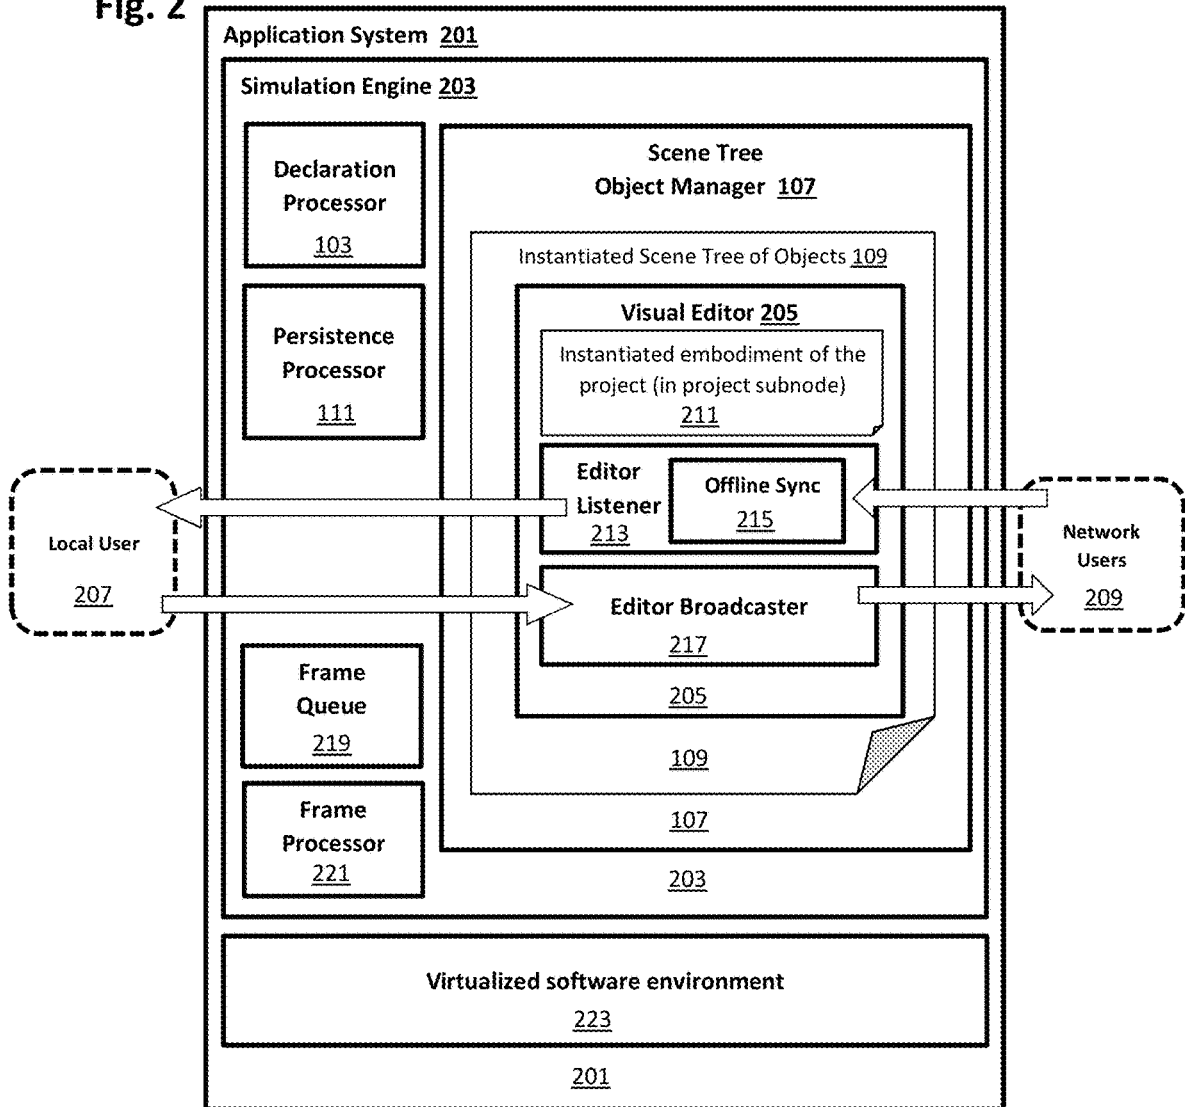 Fig. 2
Application System 201
Simulation Engine 203
Declaration
Processor
103
Persistence
Processor
111
Scene Tree
Object Manager 107
Instantiated Scene Tree of Objects 109
Visual Editor 205
Instantiated embodiment of the
project (in project subnode)
211
Editor
Listener
213
Offline Sync
215
Local User
207
Network
Users
209
Editor Broadcaster
217
205
109
107
Frame
Queue
219
Frame
Processor
221
203
Virtualized software environment
223
201